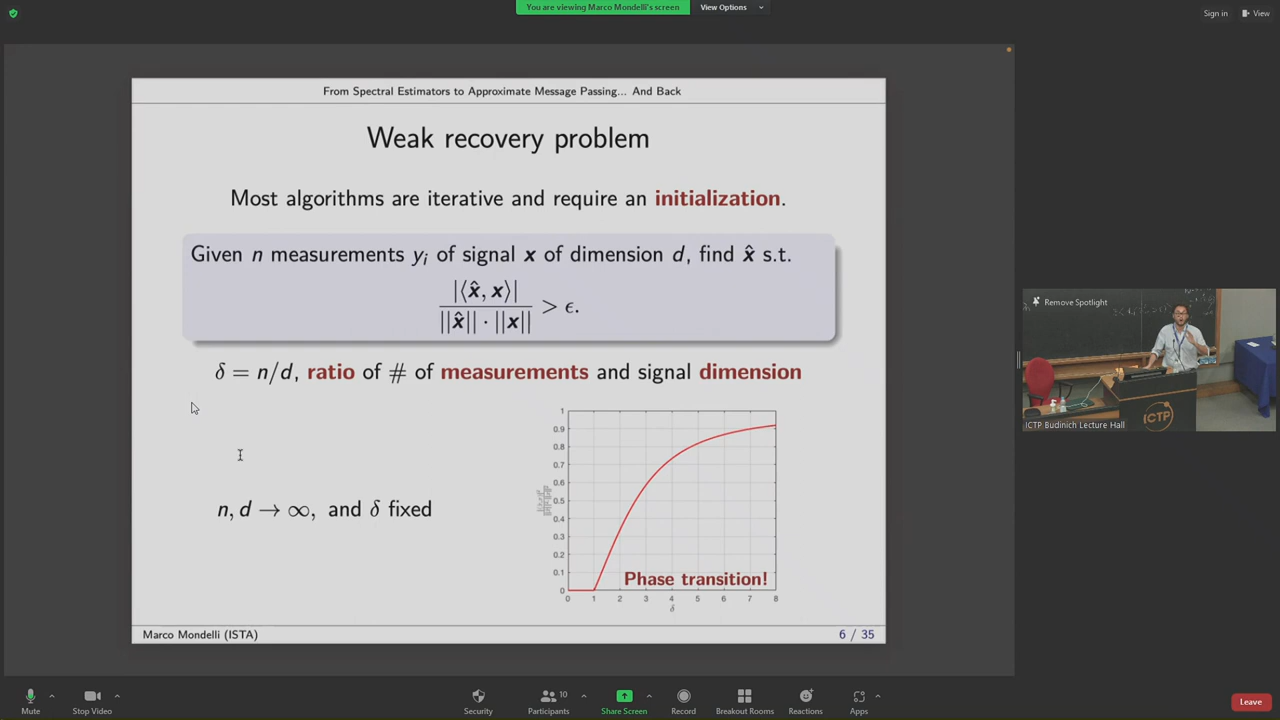 You are viewing Marco Mondelli's screen
View Options
Sign in
View
From Spectral Estimators to Approximate Message Passing... And Back
Weak recovery problem
Most algorithms are iterative and require an initialization.
Given n measurements yᵢ of signal x of dimension d, find x̂ s.t.
|⟨x̂, x⟩|
||x̂|| · ||x|| > ϵ.
δ = n/d, ratio of # of measurements and signal dimension
n, d → ∞, and δ fixed
1
0.9
0.8
0.7
0.6
0.5
0.4
0.3
0.2
0.1
0
Phase transition!
0 1 2 3 4 5 6 7 8
δ
Marco Mondelli (ISTA)
6 / 35
Remove Spotlight
ICTP
ICTP Budinich Lecture Hall
Mute
Stop Video
Security
Participants
10
Share Screen
Record
Breakout Rooms
Reactions
Apps
Leave